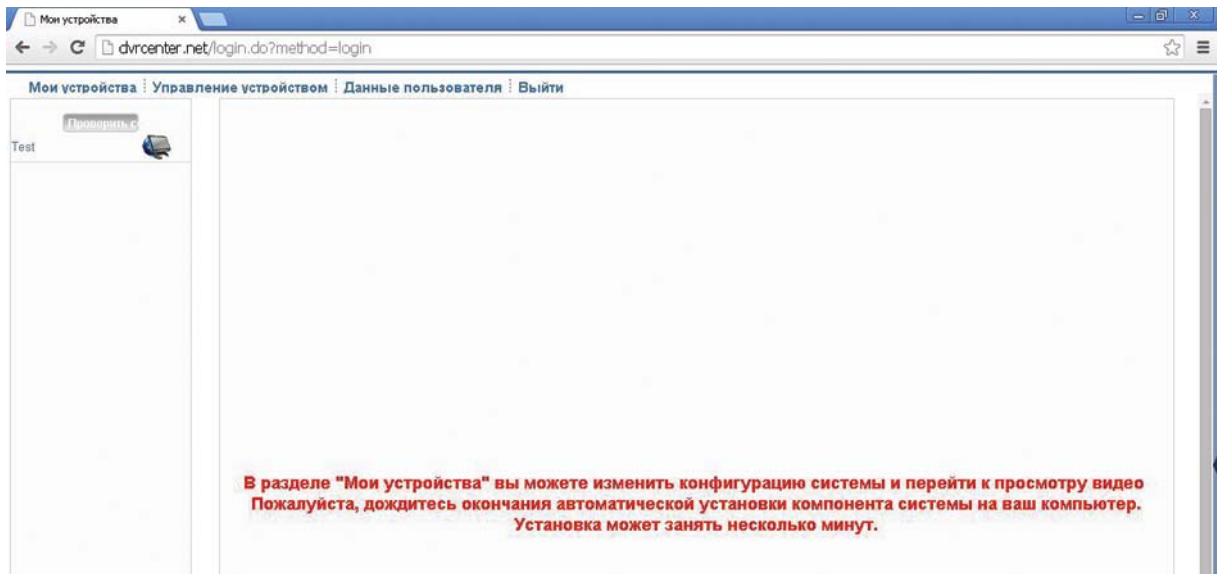 Мои устройства
dvrcenter.net/login.do?method=login
Мои устройства Управление устройством Данные пользователя Выйти
Проверить с
Test
В разделе "Мои устройства" вы можете изменить конфигурацию системы и перейти к просмотру видео
Пожалуйста, дождитесь окончания автоматической установки компонента системы на ваш компьютер.
Установка может занять несколько минут.